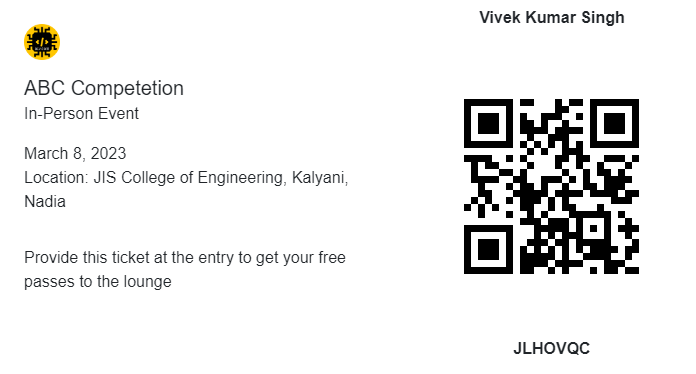 Vivek Kumar Singh
ABC Competetion
In-Person Event
March 8, 2023
Location: JIS College of Engineering, Kalyani,
Nadia
Provide this ticket at the entry to get your free
passes to the lounge
JLHOVQC